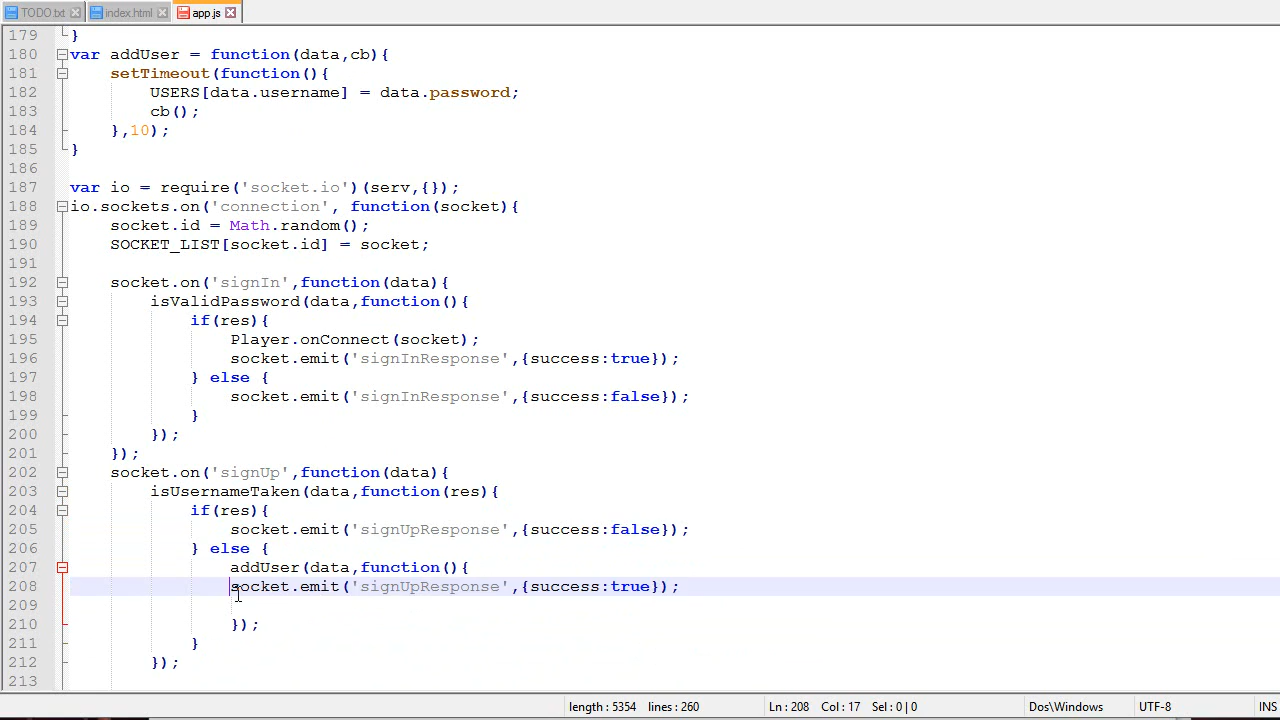 TODO.txt index.html app.js
179 }
180 var addUser = function(data,cb){
181 setTimeout(function(){
182 USERS[data.username] = data.password;
183 cb();
184 },10);
185 }
186
187 var io = require('socket.io')(serv,{});
188 io.sockets.on('connection', function(socket){
189 socket.id = Math.random();
190 SOCKET_LIST[socket.id] = socket;
191
192 socket.on('signIn',function(data){
193 isValidPassword(data,function(){
194 if(res){
195 Player.onConnect(socket);
196 socket.emit('signInResponse',{success:true});
197 } else {
198 socket.emit('signInResponse',{success:false});
199 }
200 });
201 });
202 socket.on('signUp',function(data){
203 isUsernameTaken(data,function(res){
204 if(res){
205 socket.emit('signUpResponse',{success:false});
206 } else {
207 addUser(data,function(){
208 socket.emit('signUpResponse',{success:true});
209
210 });
211 }
212 });
213
length : 5354 lines : 260 Ln : 208 Col : 17 Sel : 0 | 0 Dos\Windows UTF-8 INS